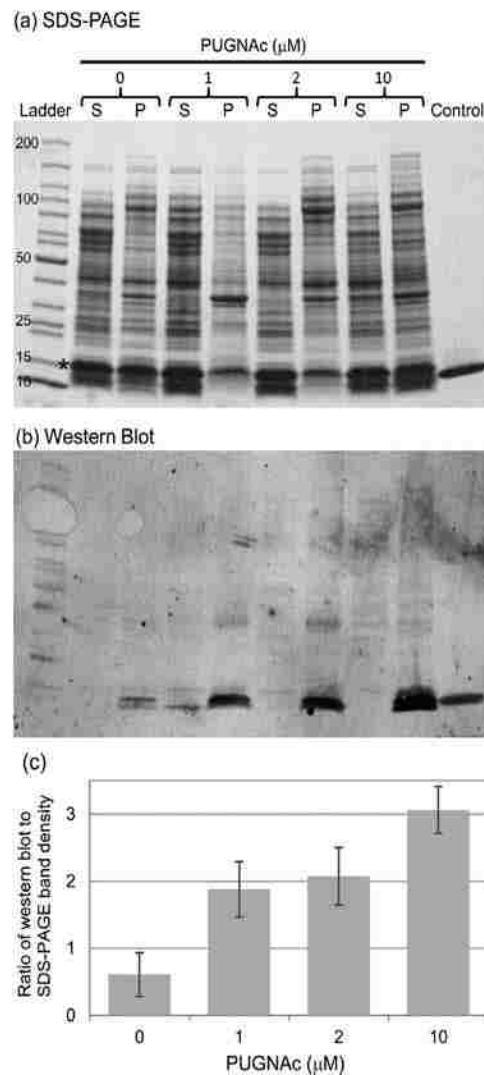 (a) SDS-PAGE
PUGNAc (μM)
0 1 2 10
Ladder S P S P S P S P Control
200
100
50
25
15
*
10
(b) Western Blot
(c)
Ratio of western blot to
SDS-PAGE band density
3
2
1
0
0 1 2 10
PUGNAc (μM)